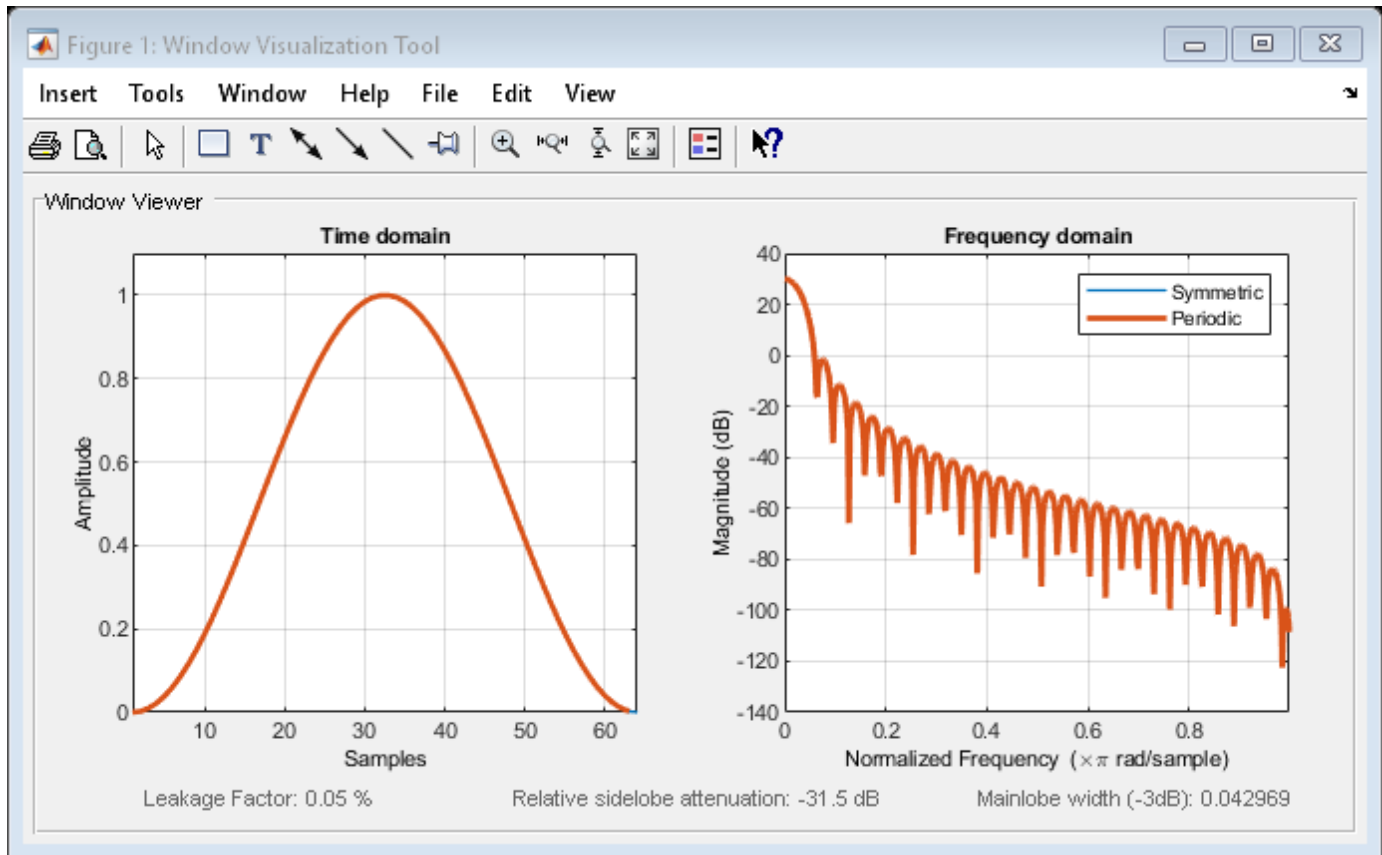 Figure 1: Window Visualization Tool
Insert Tools Window Help File Edit View
T
?
Window Viewer
Time domain
1
0.8
0.6
0.4
0.2
0
Amplitude
10 20 30 40 50 60
Samples
Frequency domain
40
20
0
-20
-40
-60
-80
-100
-120
-140
Magnitude (dB)
Symmetric
Periodic
0 0.2 0.4 0.6 0.8
Normalized Frequency (×π rad/sample)
Leakage Factor: 0.05 %
Relative sidelobe attenuation: -31.5 dB
Mainlobe width (-3dB): 0.042969